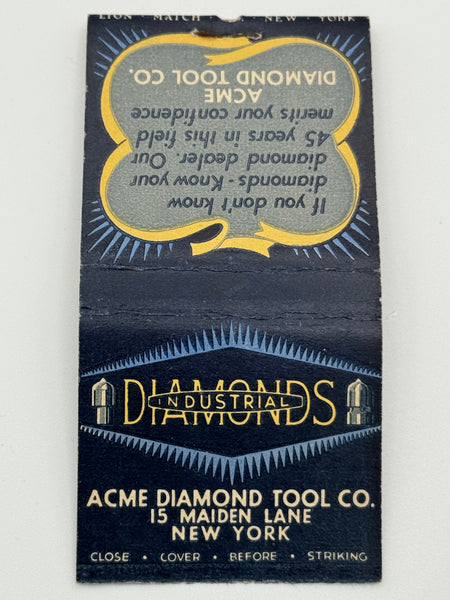 LION · MATCH · CO. · NEW · YORK
If you don't know
diamonds - Know your
diamond dealer. Our
45 years in this field
merits your confidence
ACME
DIAMOND TOOL CO.
DIAMONDS
INDUSTRIAL
ACME DIAMOND TOOL CO.
15 MAIDEN LANE
NEW YORK
CLOSE · COVER · BEFORE · STRIKING